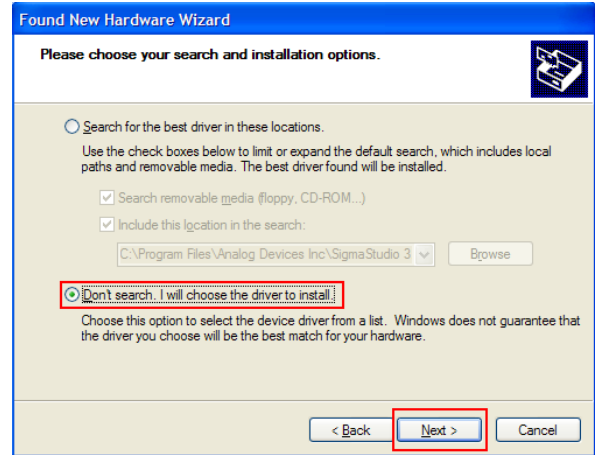 Found New Hardware Wizard
Please choose your search and installation options.
Search for the best driver in these locations.
Use the check boxes below to limit or expand the default search, which includes local
paths and removable media. The best driver found will be installed.
Search removable media (floppy, CD-ROM...)
Include this location in the search:
C:\Program Files\Analog Devices Inc\SigmaStudio 3
Browse
Don't search. I will choose the driver to install.
Choose this option to select the device driver from a list. Windows does not guarantee that
the driver you choose will be the best match for your hardware.
< Back Next > Cancel